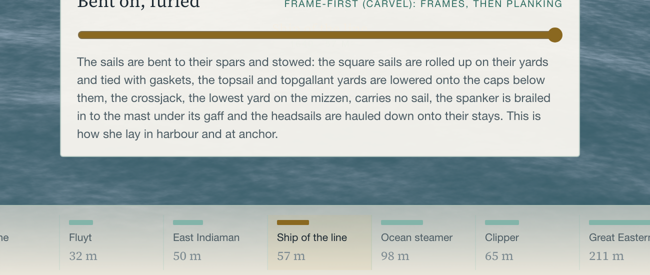 Bent on, furled
FRAME-FIRST (CARVEL): FRAMES, THEN PLANKING
The sails are bent to their spars and stowed: the square sails are rolled up on their yards
and tied with gaskets, the topsail and topgallant yards are lowered onto the caps below
them, the crossjack, the lowest yard on the mizzen, carries no sail, the spanker is brailed
in to the mast under its gaff and the headsails are hauled down onto their stays. This is
how she lay in harbour and at anchor.
Fluyt
32 m
East Indiaman
50 m
Ship of the line
57 m
Ocean steamer
98 m
Clipper
65 m
Great Eastern
211 m